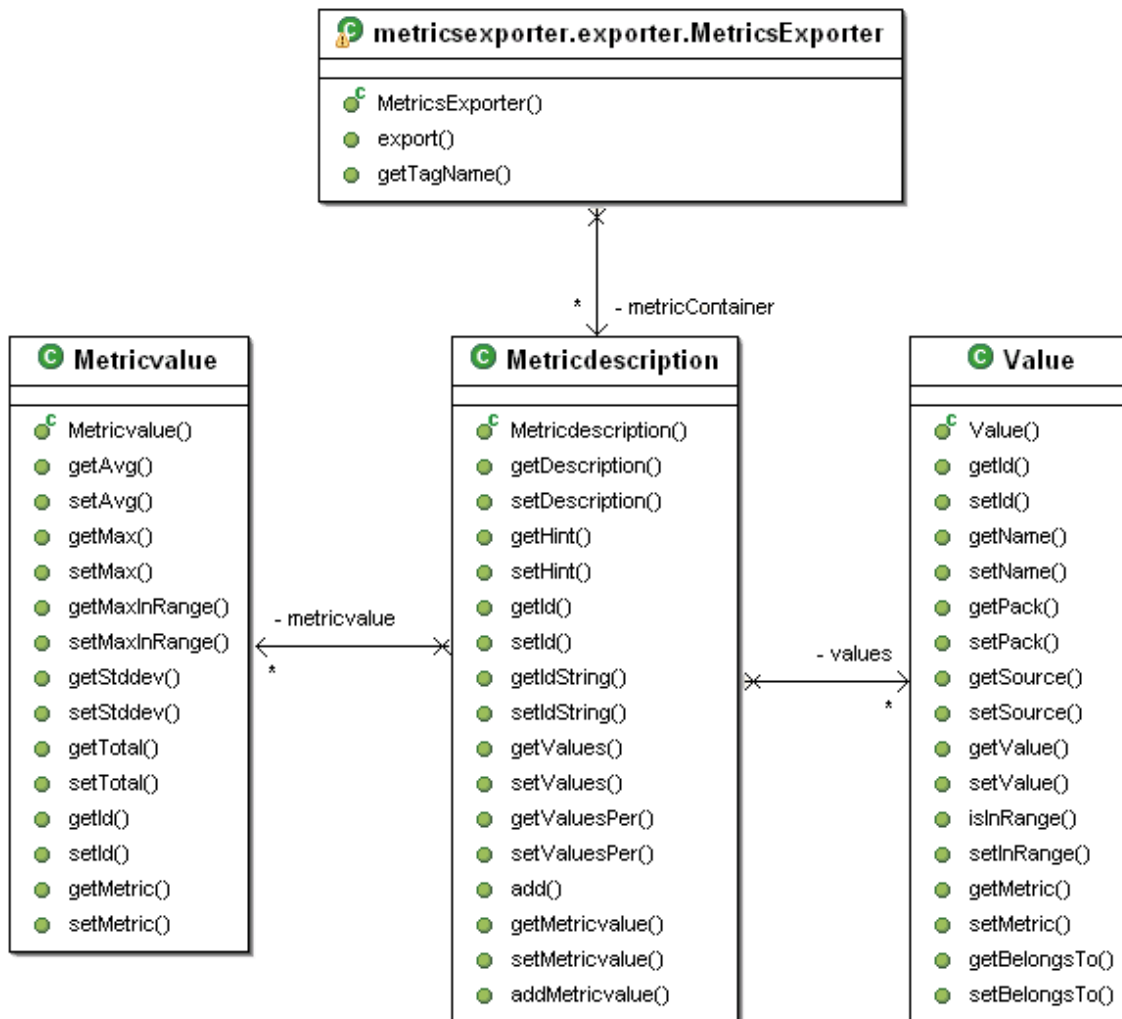 metricsexporter.exporter.MetricsExporter
MetricsExporter()
export()
getTagName()
* - metricContainer
Metricvalue
Metricvalue()
getAvg()
setAvg()
getMax()
setMax()
getMaxInRange()
setMaxInRange()
getStddev()
setStddev()
getTotal()
setTotal()
getId()
setId()
getMetric()
setMetric()
- metricvalue
*
Metricdescription
Metricdescription()
getDescription()
setDescription()
getHint()
setHint()
getId()
setId()
getIdString()
setIdString()
getValues()
setValues()
getValuesPer()
setValuesPer()
add()
getMetricvalue()
setMetricvalue()
addMetricvalue()
- values
*
Value
Value()
getId()
setId()
getName()
setName()
getPack()
setPack()
getSource()
setSource()
getValue()
setValue()
isInRange()
setInRange()
getMetric()
setMetric()
getBelongsTo()
setBelongsTo()